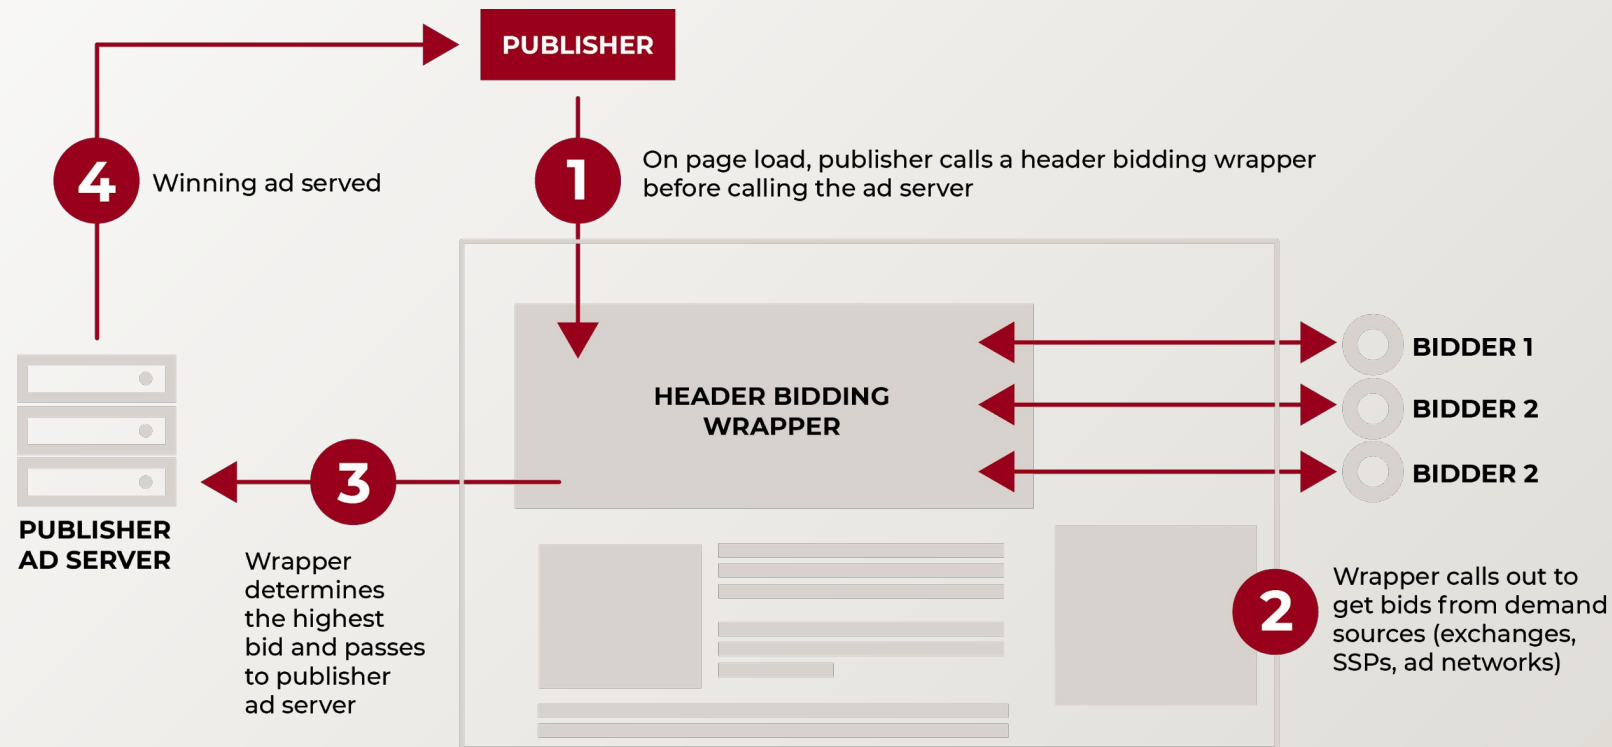 PUBLISHER
4
Winning ad served
1
On page load, publisher calls a header bidding wrapper
before calling the ad server
HEADER BIDDING
WRAPPER
BIDDER 1
BIDDER 2
BIDDER 2
3
PUBLISHER
AD SERVER
Wrapper
determines
the highest
bid and passes
to publisher
ad server
2
Wrapper calls out to
get bids from demand
sources (exchanges,
SSPs, ad networks)